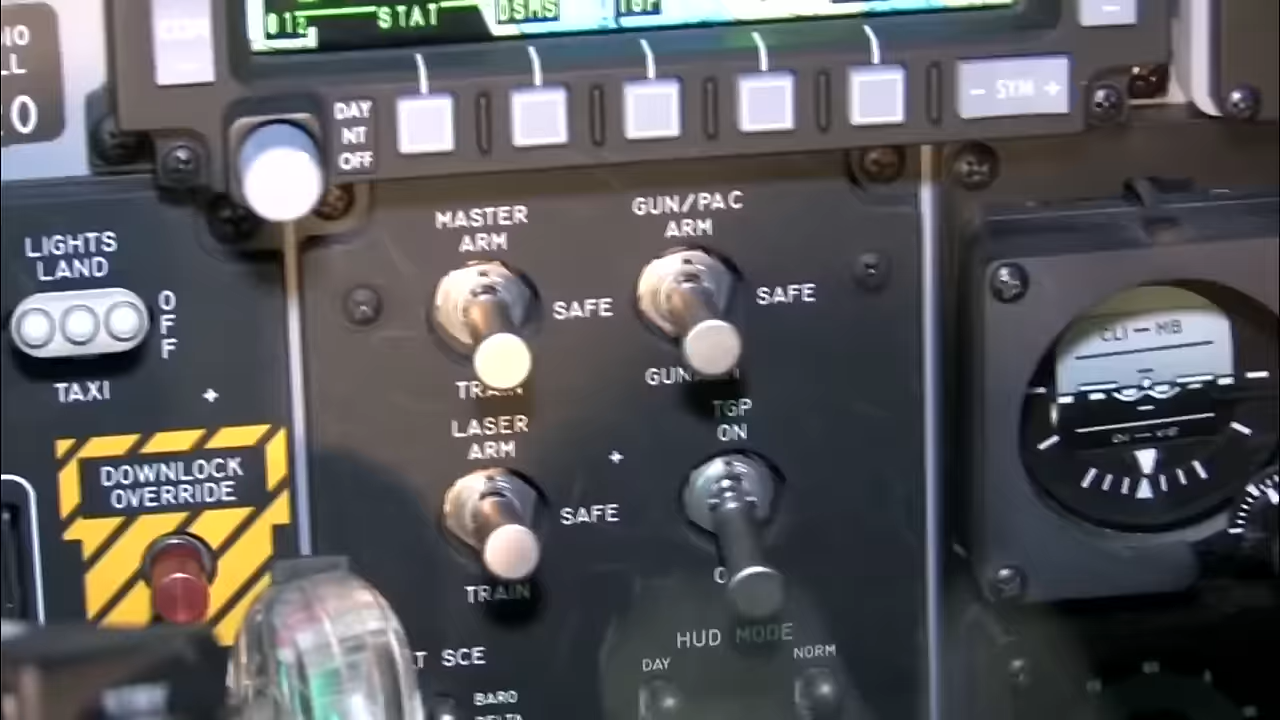 STAT
DSMS
TGP
DAY
NT
OFF
- SYM +
LIGHTS
LAND
OFF
TAXI
MASTER
ARM
SAFE
TRAIN
GUN/PAC
ARM
SAFE
LASER
ARM
SAFE
TRAIN
TGP
ON
DOWNLOCK
OVERRIDE
SCE
BARO
DELTA
HUD MODE
DAY
NORM